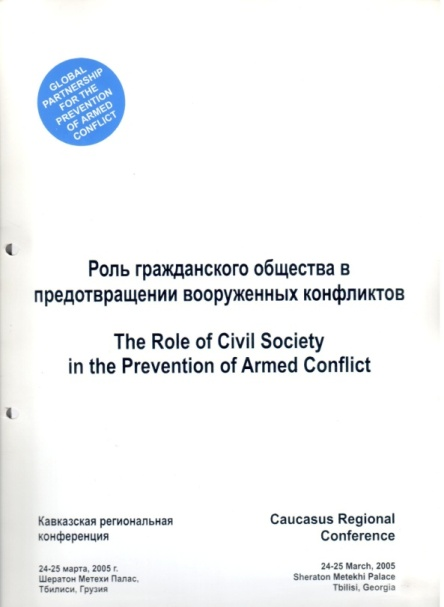 GLOBAL
PARTNERSHIP
FOR THE
PREVENTION
OF ARMED
CONFLICT
Роль гражданского общества в
предотвращении вооруженных конфликтов
The Role of Civil Society
in the Prevention of Armed Conflict
Кавказская региональная
конференция
24-25 марта, 2005 г.
Шератон Метехи Палас,
Тбилиси, Грузия
Caucasus Regional
Conference
24-25 March, 2005
Sheraton Metekhi Palace
Tbilisi, Georgia